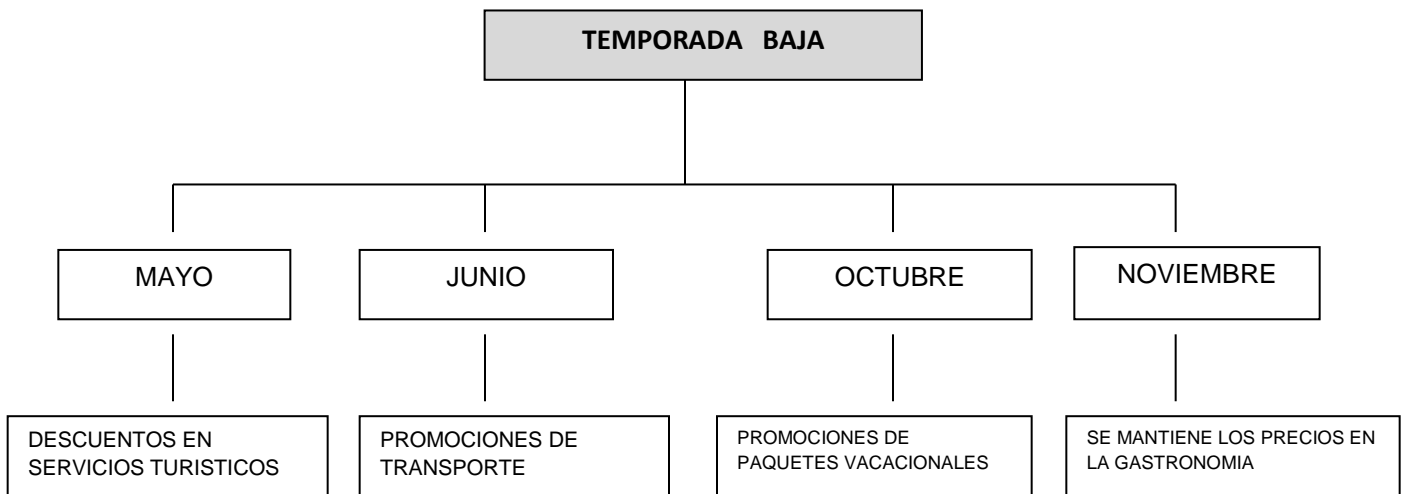 TEMPORADA BAJA
MAYO
JUNIO
OCTUBRE
NOVIEMBRE
DESCUENTOS EN
SERVICIOS TURISTICOS
PROMOCIONES DE
TRANSPORTE
PROMOCIONES DE
PAQUETES VACACIONALES
SE MANTIENE LOS PRECIOS EN
LA GASTRONOMIA